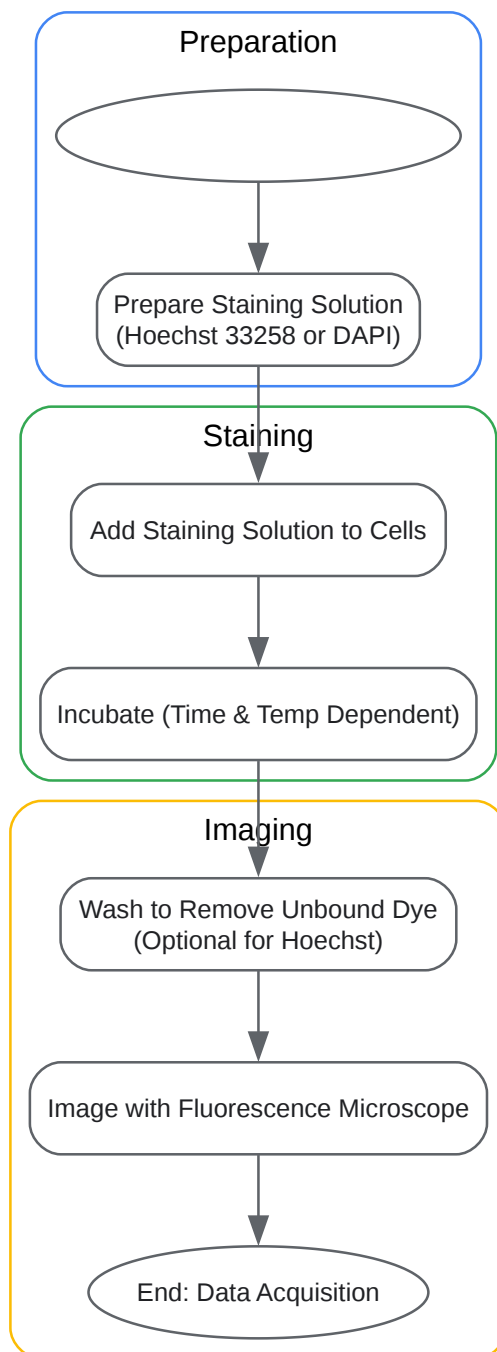 Preparation
Prepare Staining Solution
(Hoechst 33258 or DAPI)
Staining
Add Staining Solution to Cells
Incubate (Time & Temp Dependent)
Imaging
Wash to Remove Unbound Dye
(Optional for Hoechst)
Image with Fluorescence Microscope
End: Data Acquisition